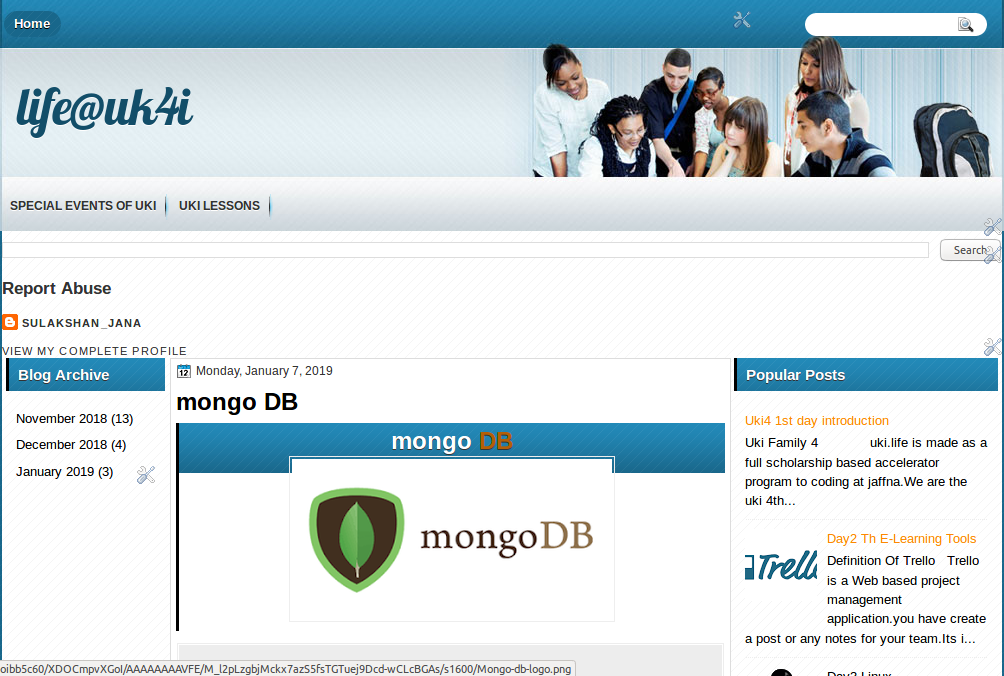 Home
life@uk4i
SPECIAL EVENTS OF UKI
UKI LESSONS
Search
Report Abuse
SULAKSHAN_JANA
VIEW MY COMPLETE PROFILE
Blog Archive
November 2018 (13)
December 2018 (4)
January 2019 (3)
12
Monday, January 7, 2019
mongo DB
mongo DB
mongoDB
Popular Posts
Uki4 1st day introduction
Uki Family 4 uki.life is made as a
full scholarship based accelerator
program to coding at jaffna.We are the
uki 4th...
Day2 Th E-Learning Tools
Trello
Definition Of Trello Trello
is a Web based project
management
application.you have create
a post or any notes for your team.Its i...
Day2 Linux
oibb5c60/XDOCmpvXGoI/AAAAAAAAVFE/M_l2pLzgbjMckx7azS5fsTGTuej9Dcd-wCLcBGAs/s1600/Mongo-db-logo.png